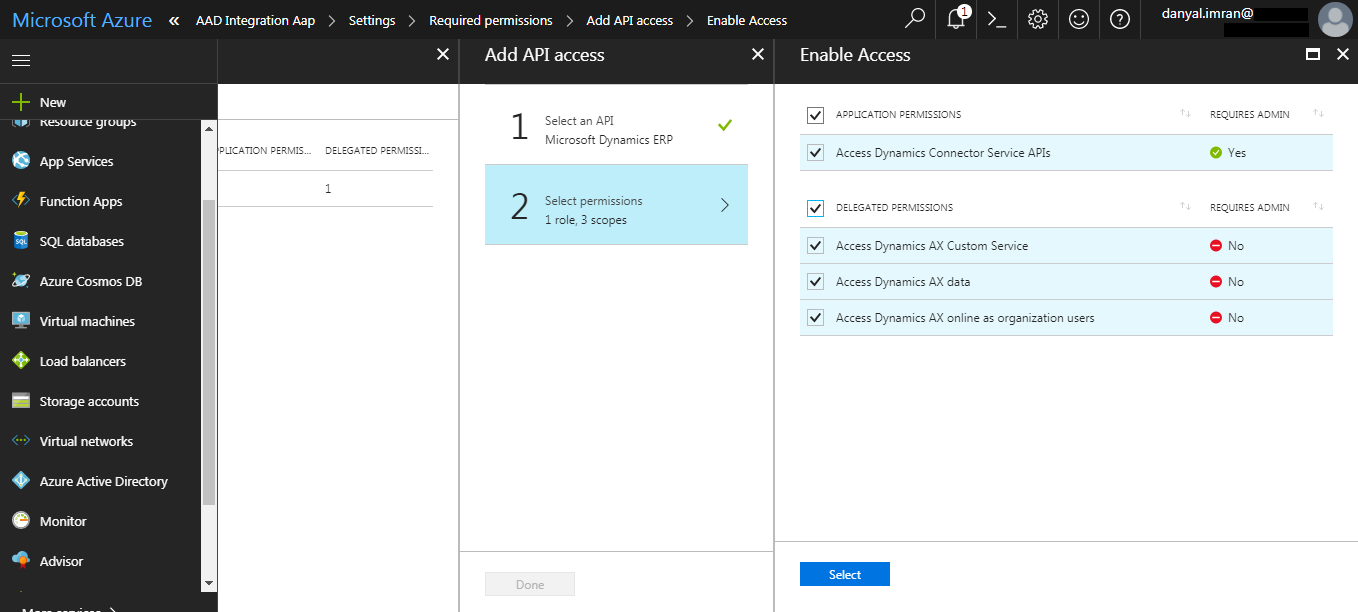 Microsoft Azure « AAD Integration Aap > Settings > Required permissions > Add API access > Enable Access
1
danyal.imran@
New
Resource groups
App Services
Function Apps
SQL databases
Azure Cosmos DB
Virtual machines
Load balancers
Storage accounts
Virtual networks
Azure Active Directory
Monitor
Advisor
More services >
PPLICATION PERMIS... DELEGATED PERMISSI...
1
Add API access
1 Select an API
Microsoft Dynamics ERP
2 Select permissions
1 role, 3 scopes
Done
Enable Access
APPLICATION PERMISSIONS REQUIRES ADMIN
Access Dynamics Connector Service APIs Yes
DELEGATED PERMISSIONS REQUIRES ADMIN
Access Dynamics AX Custom Service No
Access Dynamics AX data No
Access Dynamics AX online as organization users No
Select